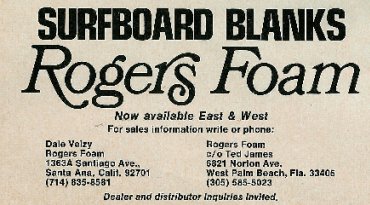 SURFBOARD BLANKS
Rogers Foam
Now available East & West
For sales information write or phone:
Dale Velzy
Rogers Foam
1363A Santiago Ave.,
Santa Ana, Calif. 92701
(714) 835-8581
Rogers Foam
c/o Ted James
5821 Norton Ave.
West Palm Beach, Fla. 33405
(305) 585-5023
Dealer and distributor inquiries invited.